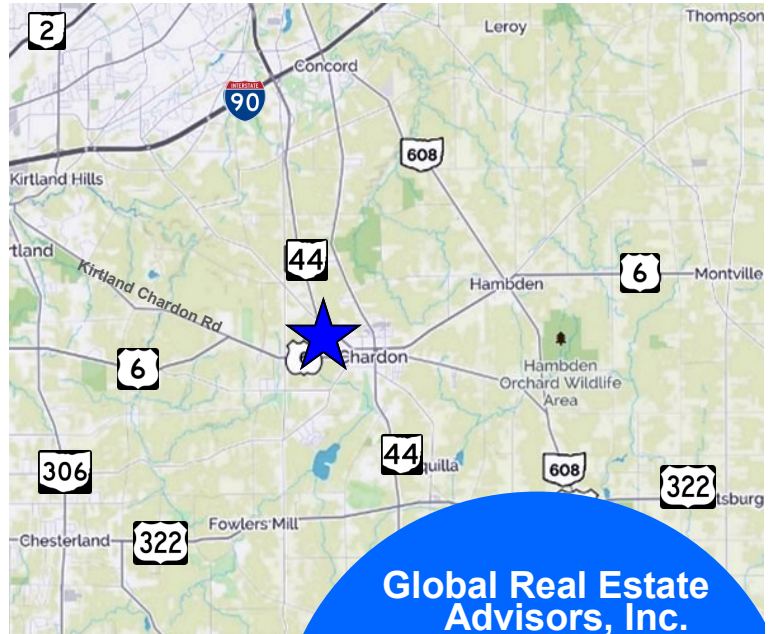 2
Leroy
Thompson
Concord
INTERSTATE
90
608
Kirtland Hills
44
Kirtland Chardon Rd
Hambden
6
Montville
6
Chardon
6
Hambden
Orchard Wildlife
Area
306
44
608
322
Fowlers Mill
Chesterland
322
Global Real Estate
Advisors, Inc.